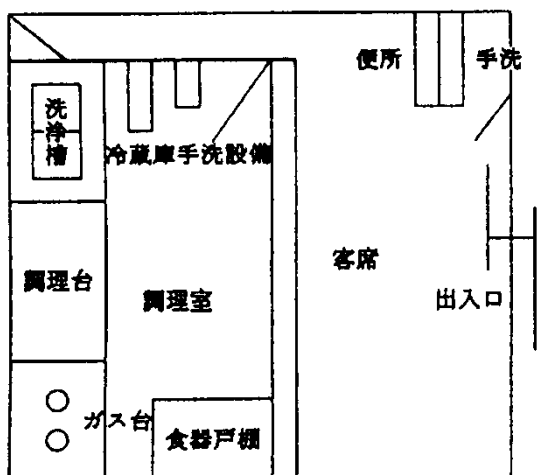 便所
手洗
洗浄槽
冷蔵庫手洗設備
客席
調理台
調理室
出入口
ガス台
食器戸棚